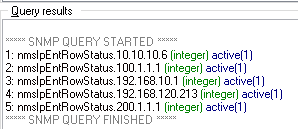 Query results
***** SNMP QUERY STARTED *****
1: nmsIpEntRowStatus.10.10.10.6 (integer) active(1)
2: nmsIpEntRowStatus.100.1.1.1 (integer) active(1)
3: nmsIpEntRowStatus.192.168.10.1 (integer) active(1)
4: nmsIpEntRowStatus.192.168.120.213 (integer) active(1)
5: nmsIpEntRowStatus.200.1.1.1 (integer) active(1)
***** SNMP QUERY FINISHED *****